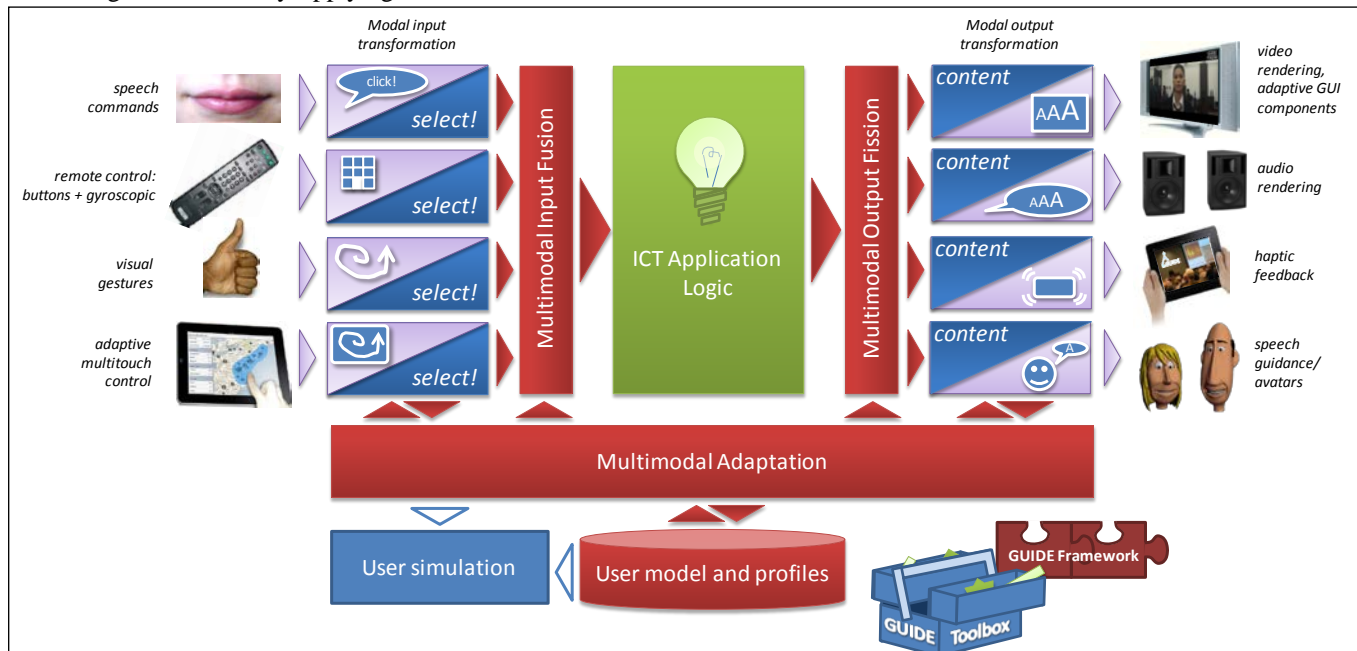 Modal input
transformation
Modal output
transformation
speech
commands
click!
select!
remote control:
buttons + gyroscopic
select!
visual
gestures
select!
adaptive
multitouch
control
select!
Multimodal Input Fusion
ICT Application
Logic
Multimodal Output Fission
content
AAA
video
rendering,
adaptive GUI
components
content
AAA
audio
rendering
content
haptic
feedback
content
A
speech
guidance/
avatars
Multimodal Adaptation
User simulation
User model and profiles
GUIDE Framework
GUIDE
Toolbox